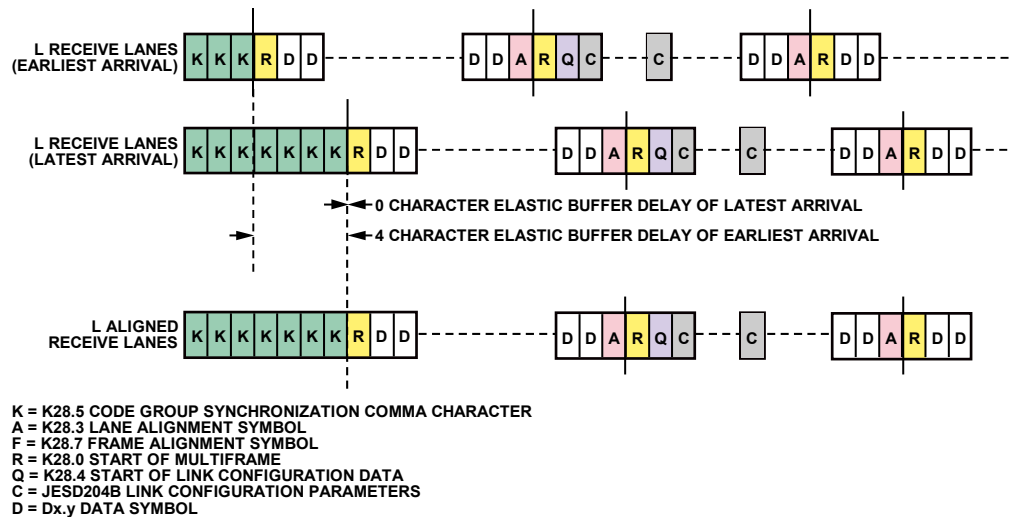 L RECEIVE LANES
(EARLIEST ARRIVAL)
K K K R D D
D D A R Q C
C
D D A R D D
L RECEIVE LANES
(LATEST ARRIVAL)
K K K K K K K R D D
D D A R Q C
C
D D A R D D
0 CHARACTER ELASTIC BUFFER DELAY OF LATEST ARRIVAL
4 CHARACTER ELASTIC BUFFER DELAY OF EARLIEST ARRIVAL
L ALIGNED
RECEIVE LANES
K K K K K K K R D D
D D A R Q C
C
D D A R D D
K = K28.5 CODE GROUP SYNCHRONIZATION COMMA CHARACTER
A = K28.3 LANE ALIGNMENT SYMBOL
F = K28.7 FRAME ALIGNMENT SYMBOL
R = K28.0 START OF MULTIFRAME
Q = K28.4 START OF LINK CONFIGURATION DATA
C = JESD204B LINK CONFIGURATION PARAMETERS
D = Dx.y DATA SYMBOL